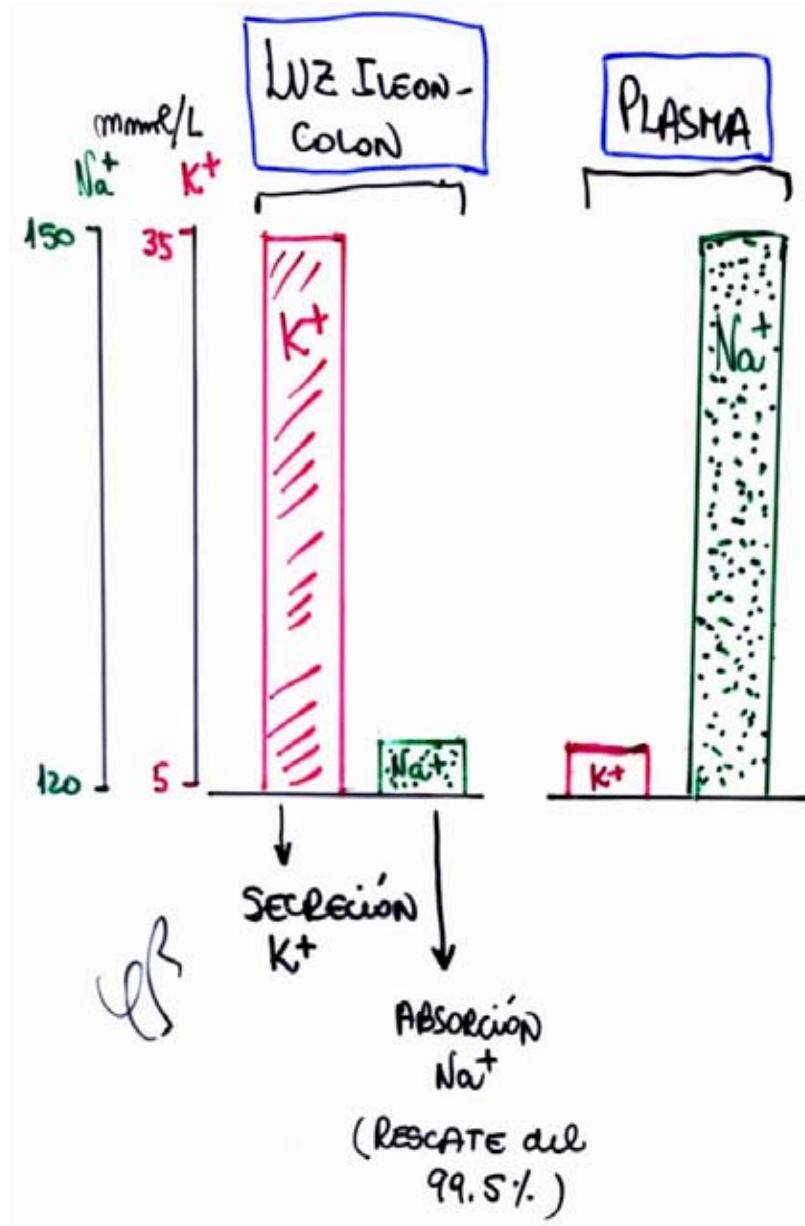 LUZ ILEON-
COLON
PLASMA
mmol/L
Na⁺ K⁺
150 35
K⁺
Na⁺
120 5
Na⁺
K⁺
SECRECIÓN
K⁺
ABSORCIÓN
Na⁺
(RESCATE del
99.5%)